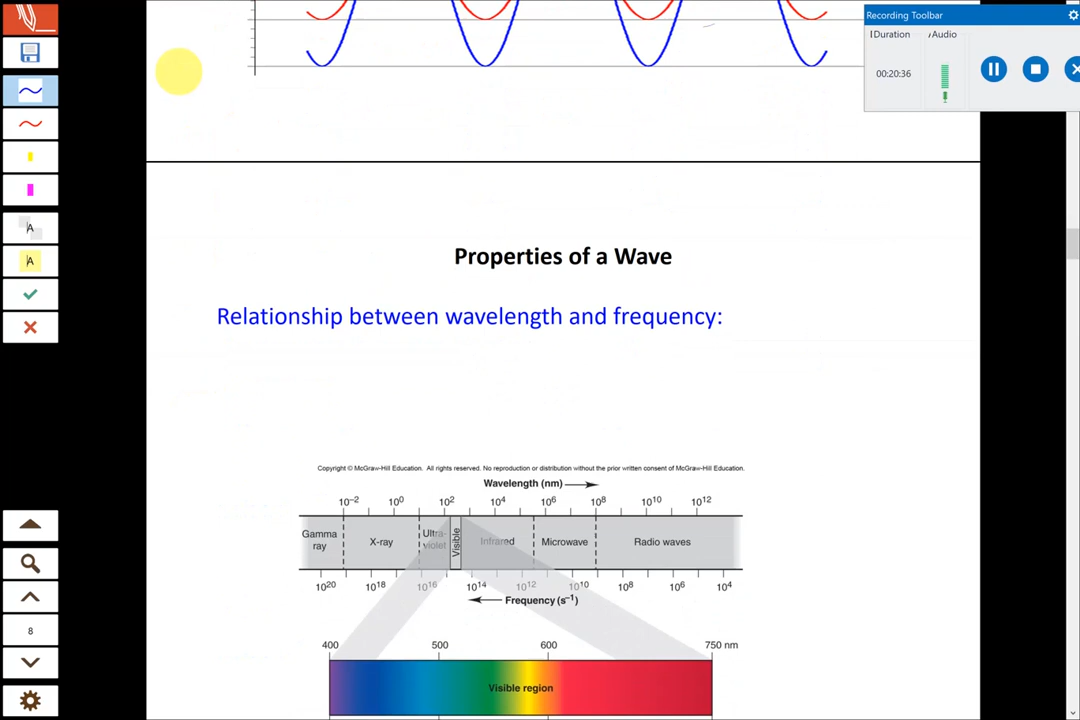 Recording Toolbar
Duration
Audio
00:20:36
A
A
8
Properties of a Wave
Relationship between wavelength and frequency:
Copyright © McGraw-Hill Education. All rights reserved. No reproduction or distribution without the prior written consent of McGraw-Hill Education.
Wavelength (nm)
10⁻² 10⁰ 10² 10⁴ 10⁶ 10⁸ 10¹⁰ 10¹²
Gamma ray
X-ray
Ultra-violet
Visible
Infrared
Microwave
Radio waves
10²⁰ 10¹⁸ 10¹⁶ 10¹⁴ 10¹² 10¹⁰ 10⁸ 10⁶ 10⁴
Frequency (s⁻¹)
400 500 600 750 nm
Visible region